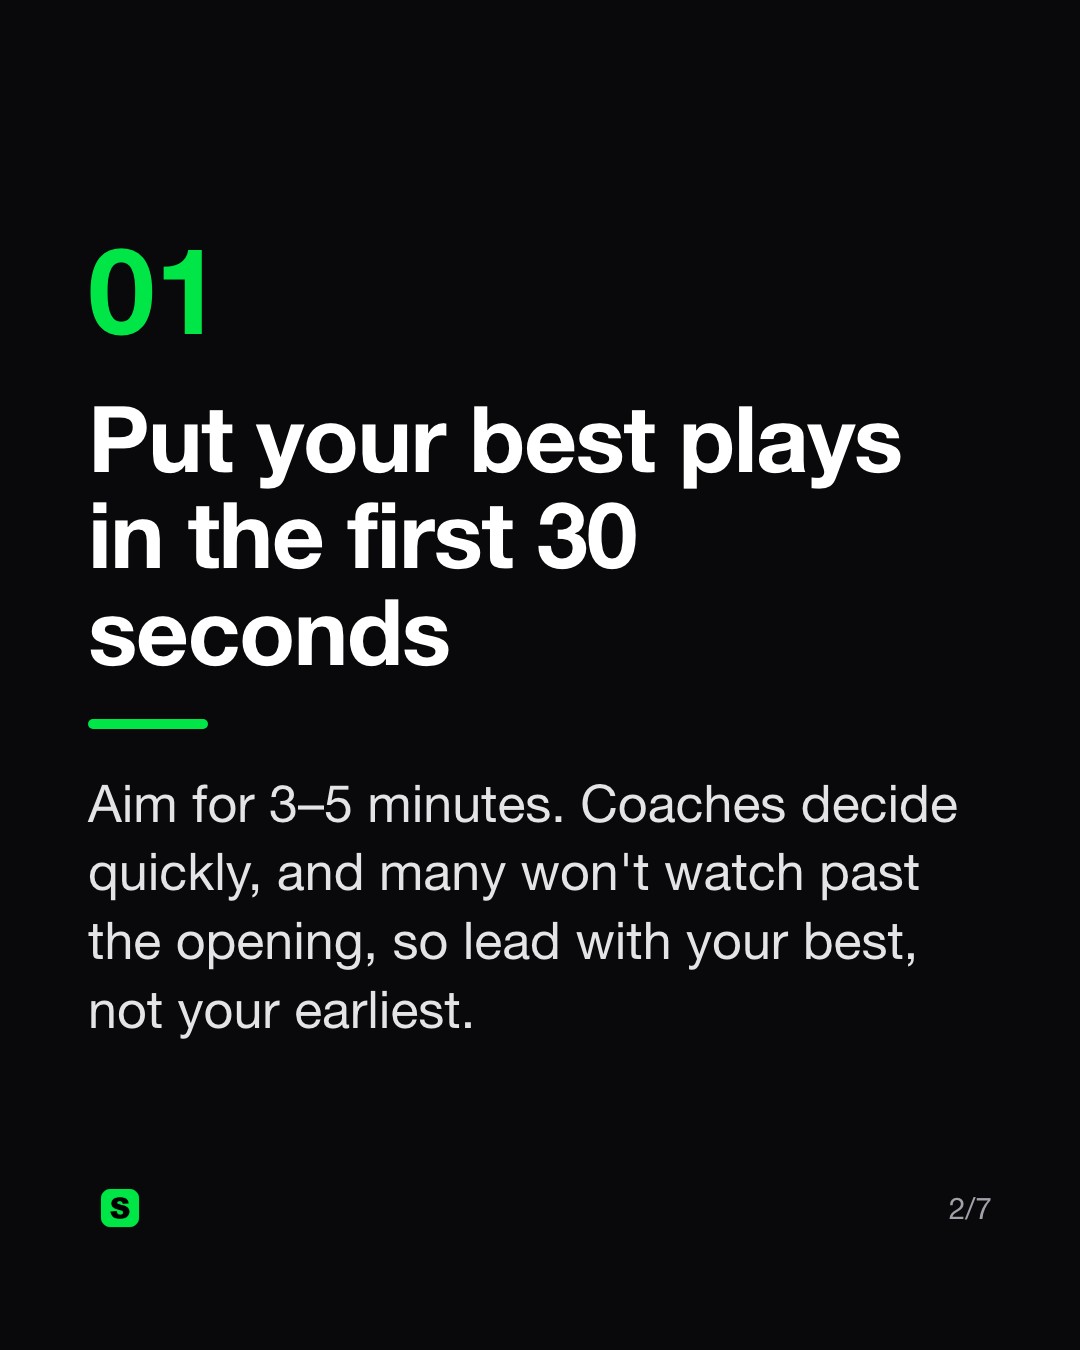 01
Put your best plays
in the first 30
seconds
Aim for 3–5 minutes. Coaches decide
quickly, and many won't watch past
the opening, so lead with your best,
not your earliest.
S
2/7